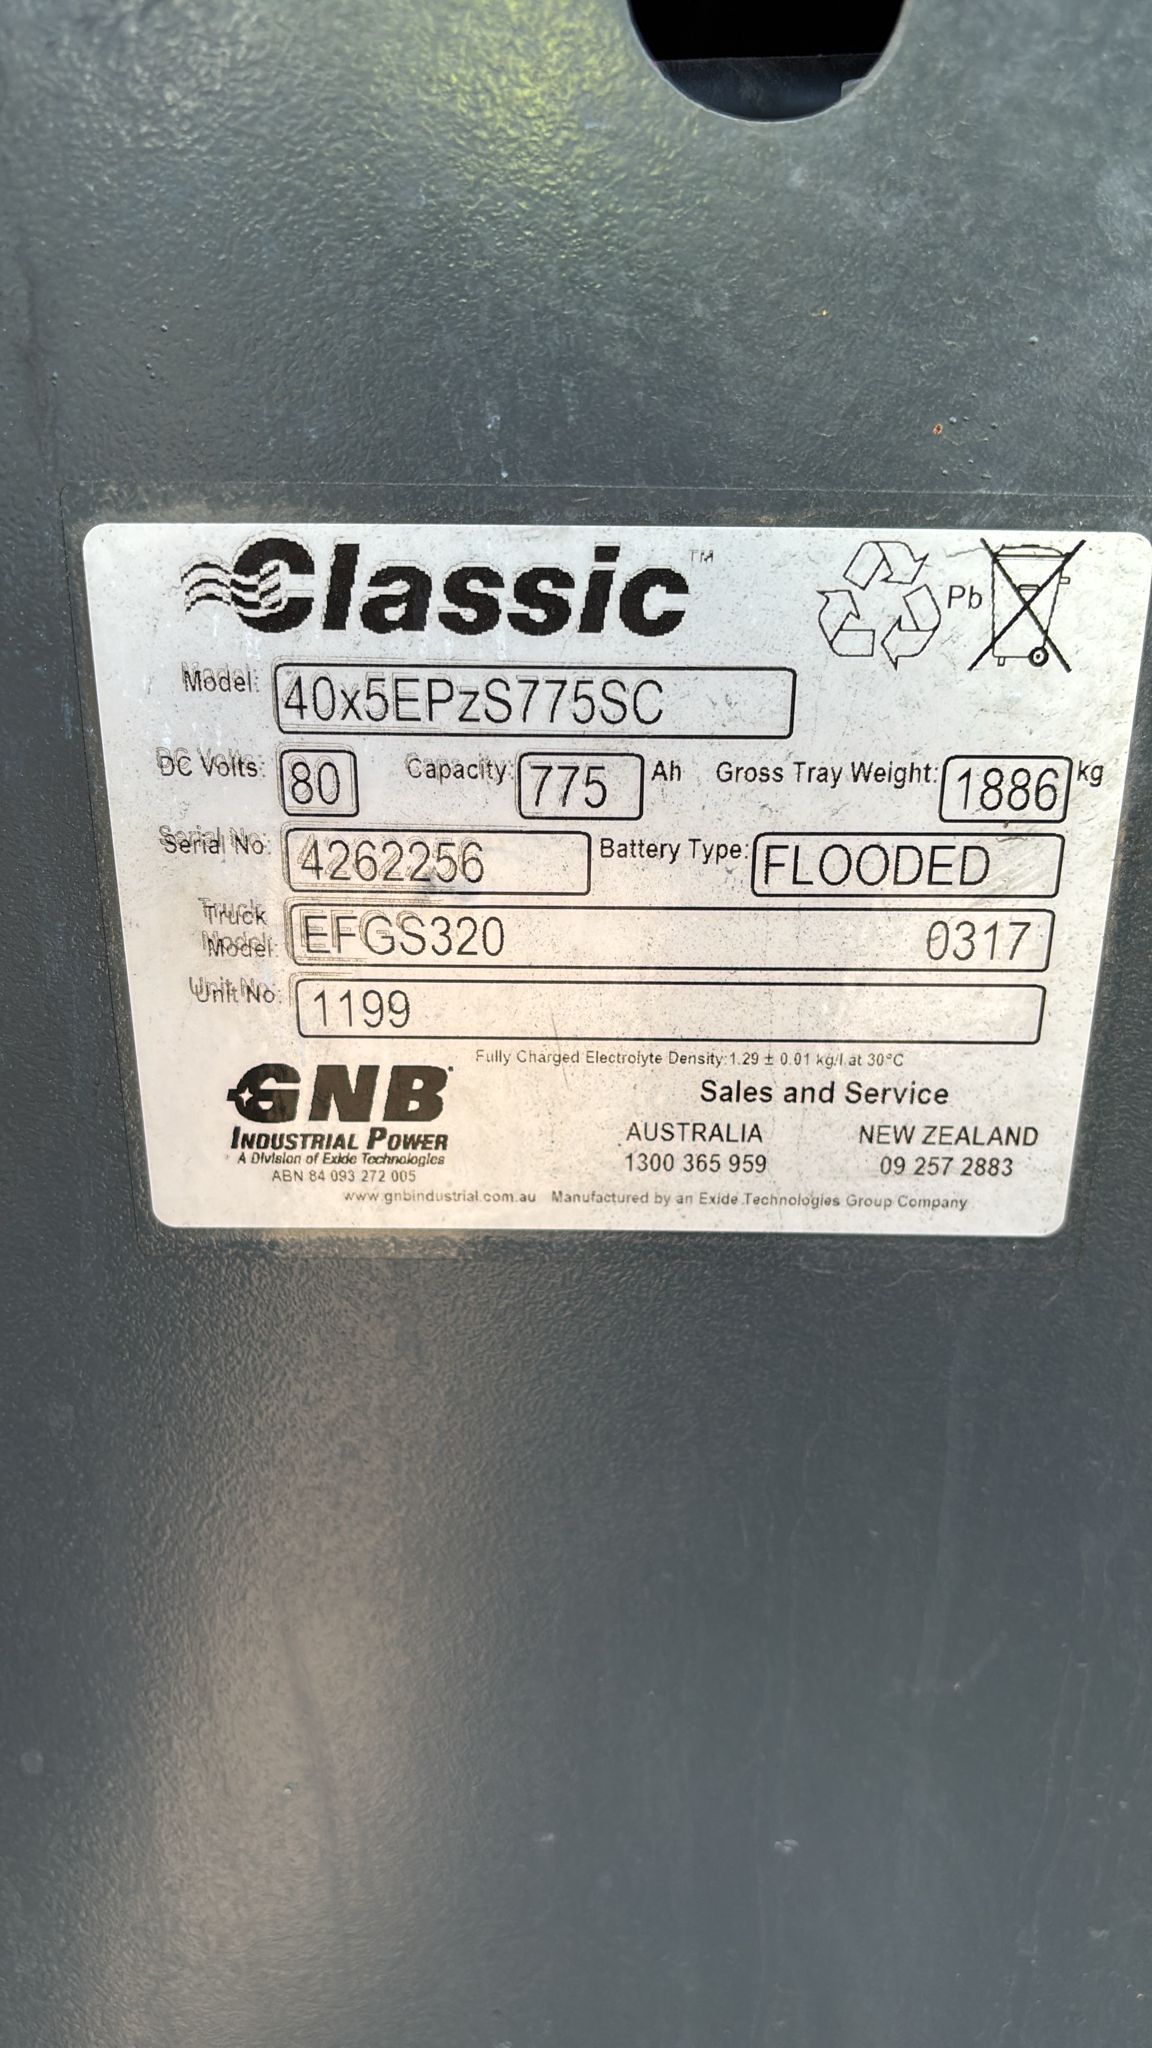 Classic™
Pb
Model: 40x5EPzS775SC
DC Volts: 80 Capacity: 775 Ah Gross Tray Weight: 1886 kg
Serial No: 4262256 Battery Type: FLOODED
Truck Model: EFGS320 0317
Unit No: 1199
Fully Charged Electrolyte Density:1.29 ± 0.01 kg/l at 30°C
GNB
INDUSTRIAL POWER
A Division of Exide Technologies
ABN 84 093 272 005
Sales and Service
AUSTRALIA NEW ZEALAND
1300 365 959 09 257 2883
www.gnbindustrial.com.au Manufactured by an Exide Technologies Group Company